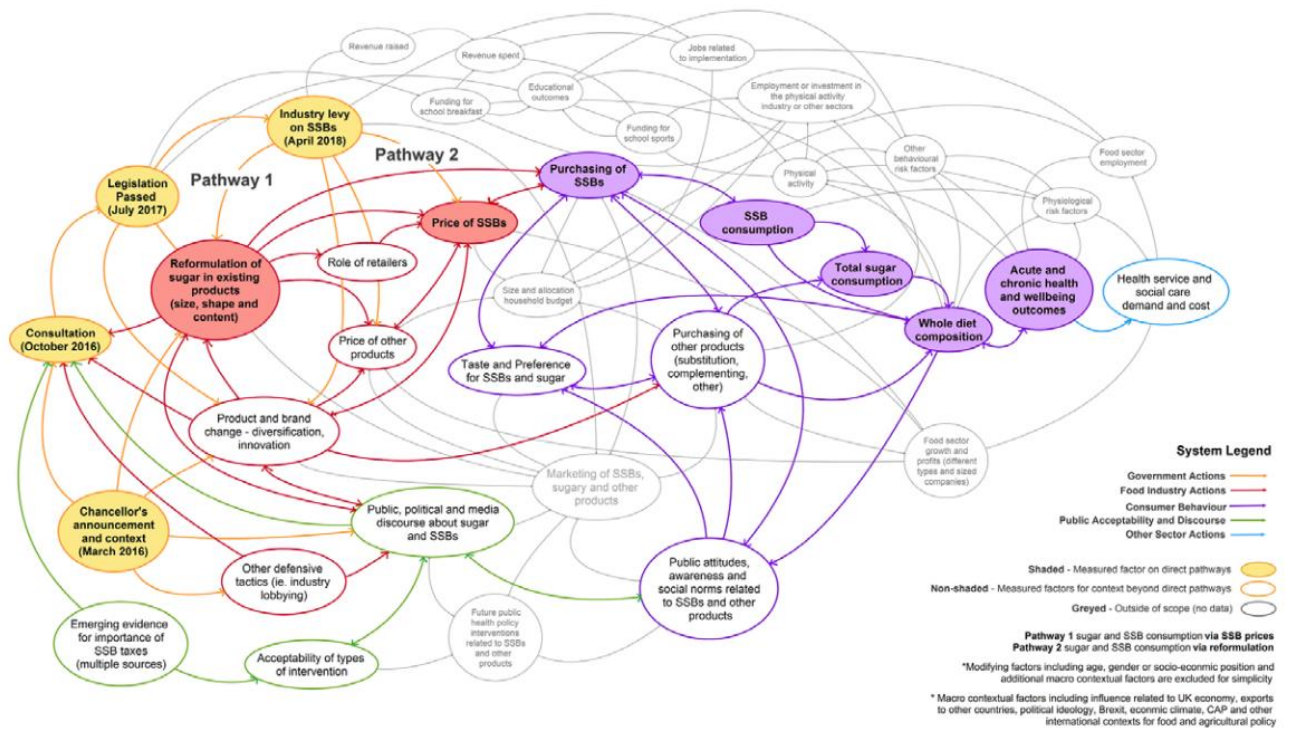 Revenue raised
Revenue spent
Jobs related
to implementation
Educational
outcomes
Employment or investment in
the physical activity
industry or other sectors
Funding for
school breakfast
Industry levy
on SSBs
(April 2018)
Funding for
school sports
Other
behavioural
risk factors
Food sector
employment
Pathway 2
Pathway 1
Purchasing of
SSBs
Physical
activity
Legislation
Passed
(July 2017)
Physiological
risk factors
Price of SSBs
SSB
consumption
Role of retailers
Reformulation of
sugar in existing
products
(size, shape and
content)
Total sugar
consumption
Acute and
chronic health
and wellbeing
outcomes
Health service and
social care
demand and cost
Size and allocation
household budget
Consultation
(October 2016)
Price of other
products
Whole diet
composition
Purchasing of
other products
(substitution,
complementing,
other)
Taste and Preference
for SSBs and sugar
Product and brand
change - diversification,
innovation
Food sector
growth and
profits (different
types and sized
companies)
Marketing of SSBs,
sugary and other
products
Chancellor's
announcement
and context
(March 2016)
Public, political and media
discourse about sugar
and SSBs
Other defensive
tactics (ie. industry
lobbying)
Public attitudes,
awareness and
social norms related
to SSBs and other
products
Emerging evidence
for importance of
SSB taxes
(multiple sources)
Future public
health policy
interventions
related to SSBs
and other
products
Acceptability of types
of intervention
System Legend
Government Actions
Food Industry Actions
Consumer Behaviour
Public Acceptability and Discourse
Other Sector Actions
Shaded - Measured factor on direct pathways
Non-shaded - Measured factors for context beyond direct pathways
Greyed - Outside of scope (no data)
Pathway 1 sugar and SSB consumption via SSB prices
Pathway 2 sugar and SSB consumption via reformulation
*Modifying factors including age, gender or socio-econmic position and
additional macro contextual factors are excluded for simplicity
* Macro contextual factors including influence related to UK economy, exports
to other countries, political ideology, Brexit, econmic climate, CAP and other
international contexts for food and agricultural policy